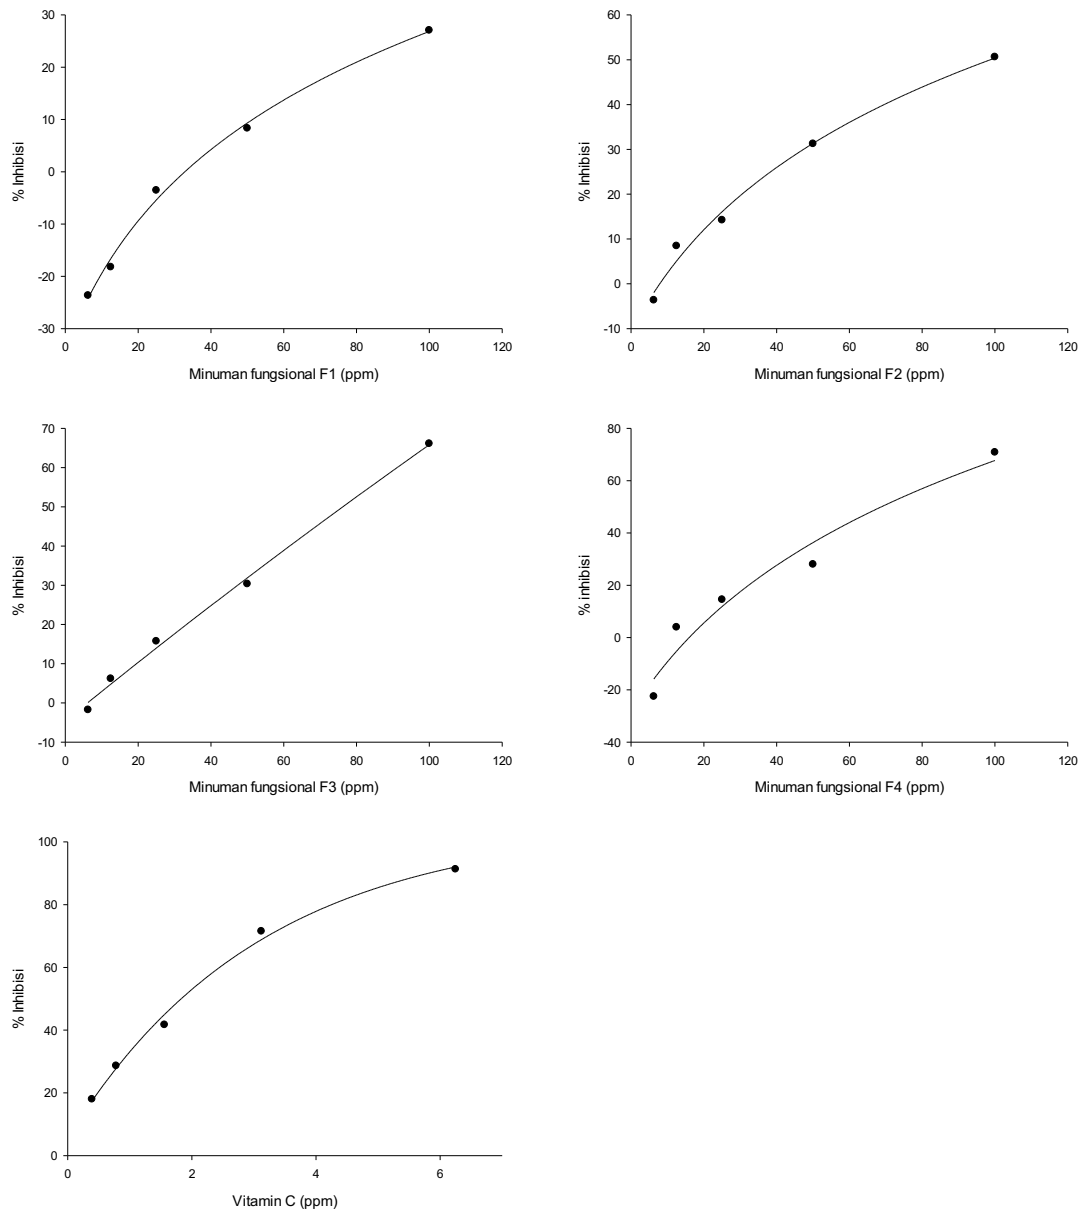 30
20
10
0
-10
-20
-30
% Inhibisi
0 20 40 60 80 100 120
Minuman fungsional F1 (ppm)
60
50
40
30
20
10
0
-10
% Inhibisi
0 20 40 60 80 100 120
Minuman fungsional F2 (ppm)
70
60
50
40
30
20
10
0
-10
% Inhibisi
0 20 40 60 80 100 120
Minuman fungsional F3 (ppm)
80
60
40
20
0
-20
-40
% inhibisi
0 20 40 60 80 100 120
Minuman fungsional F4 (ppm)
100
80
60
40
20
0
% Inhibisi
0 2 4 6
Vitamin C (ppm)